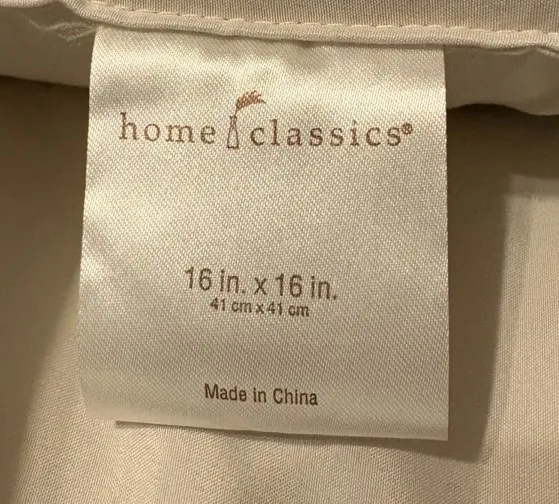 home classics®
16 in. x 16 in.
41 cm x 41 cm
Made in China